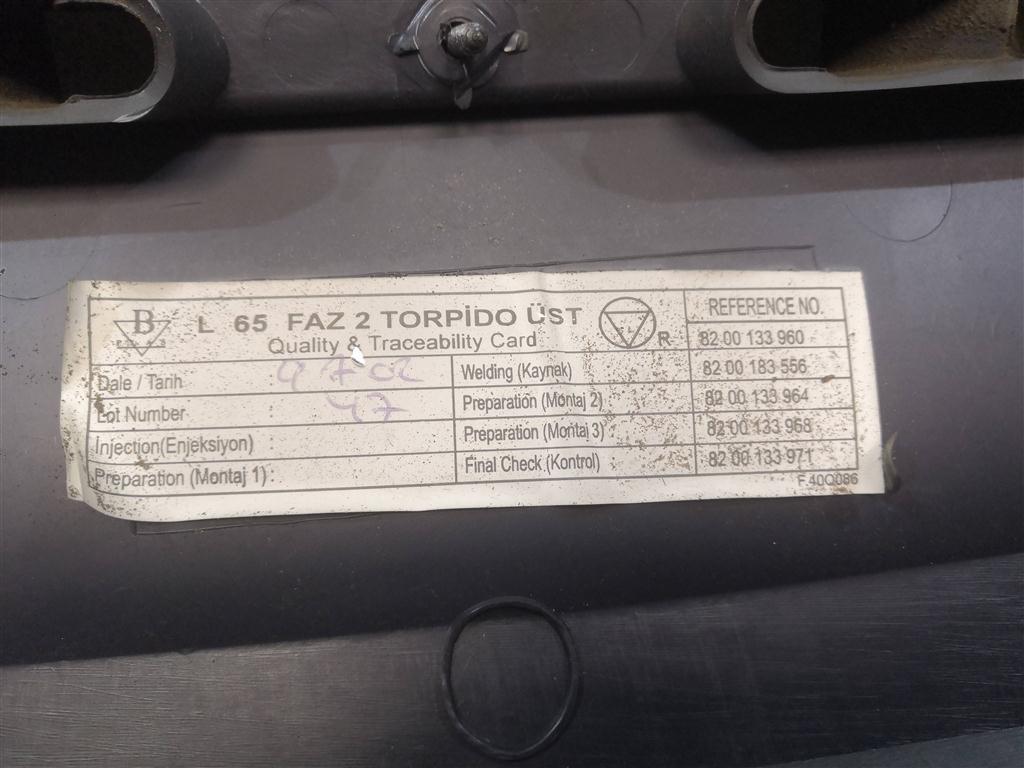 B
L 65 FAZ 2 TORPİDO ÜST
Quality & Traceability Card
R
REFERENCE NO.
82 00 133 960
Dale / Tarih
Welding (Kaynak)
82 00 183 556
Lot Number
47
Preparation (Montaj 2)
82 00 133 964
Injection(Enjeksiyon) :
Preparation (Montaj 3) :
82 00 133 968
Preparation (Montaj 1) :
Final Check (Kontrol) :
82 00 133 971
F.40Q086